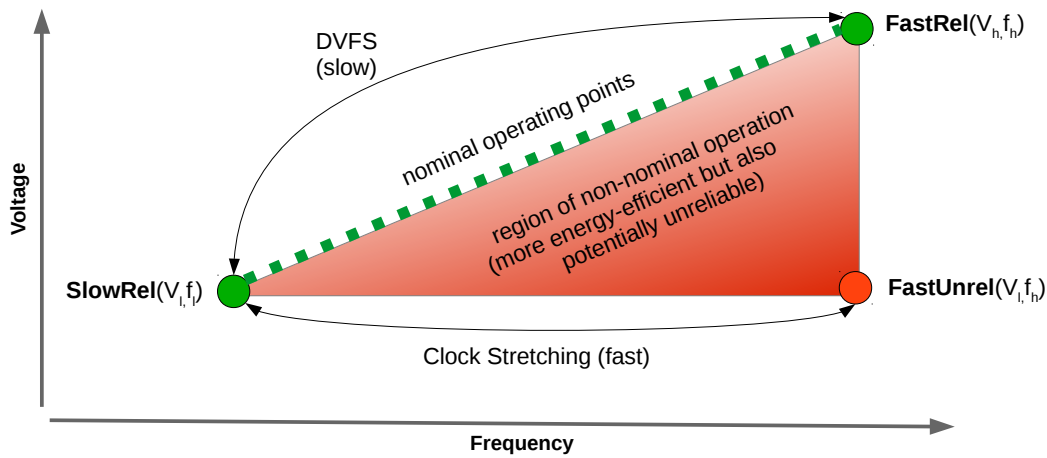 DVFS
(slow)
FastRel(Vh,fh)
nominal operating points
region of non-nominal operation
(more energy-efficient but also
potentially unreliable)
Voltage
SlowRel(Vl,fl)
FastUnrel(Vl,fh)
Clock Stretching (fast)
Frequency